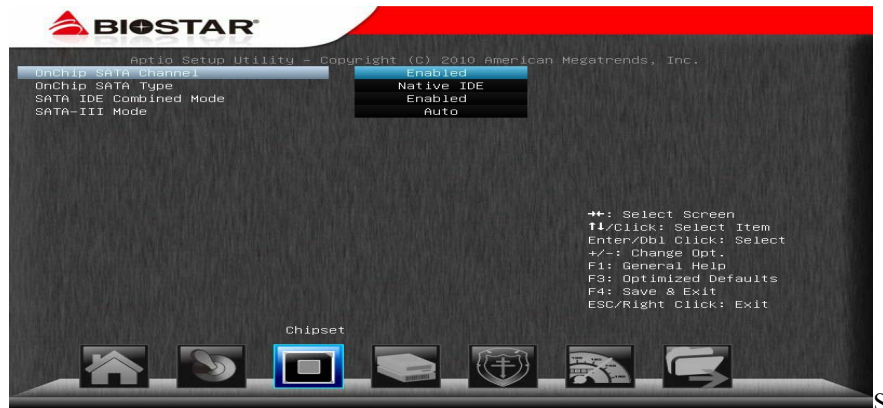 BIOSTAR®
Aptio Setup Utility – Copyright (C) 2010 American Megatrends, Inc.
OnChip SATA Channel Enabled
OnChip SATA Type Native IDE
SATA IDE Combined Mode Enabled
SATA-III Mode Auto
→←: Select Screen
↑↓/Click: Select Item
Enter/Dbl Click: Select
+/-: Change Opt.
F1: General Help
F3: Optimized Defaults
F4: Save & Exit
ESC/Right Click: Exit
Chipset
S